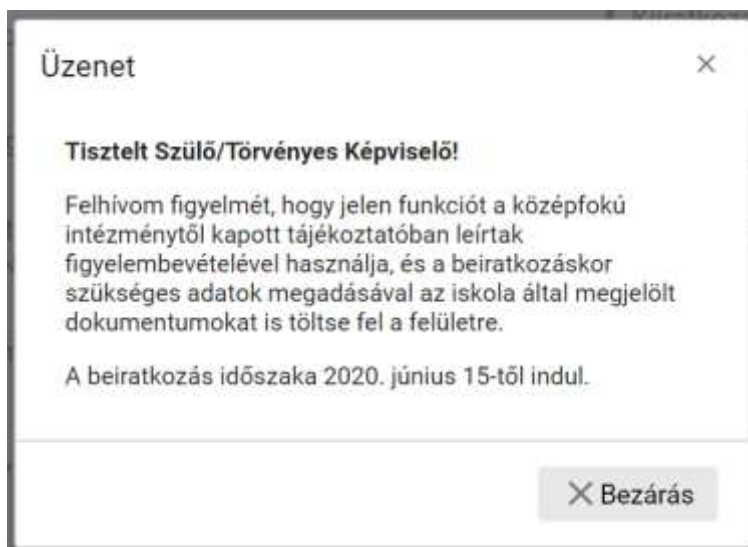 Üzenet
Tisztelt Szülő/Törvényes Képviselő!
Felhívom figyelmét, hogy jelen funkciót a középfokú
intézménytől kapott tájékoztatóban leírtak
figyelembevételével használja, és a beiratkozáskor
szükséges adatok megadásával az iskola által megjelölt
dokumentumokat is töltse fel a felületre.
A beiratkozás időszaka 2020. június 15-től indul.
Bezárás